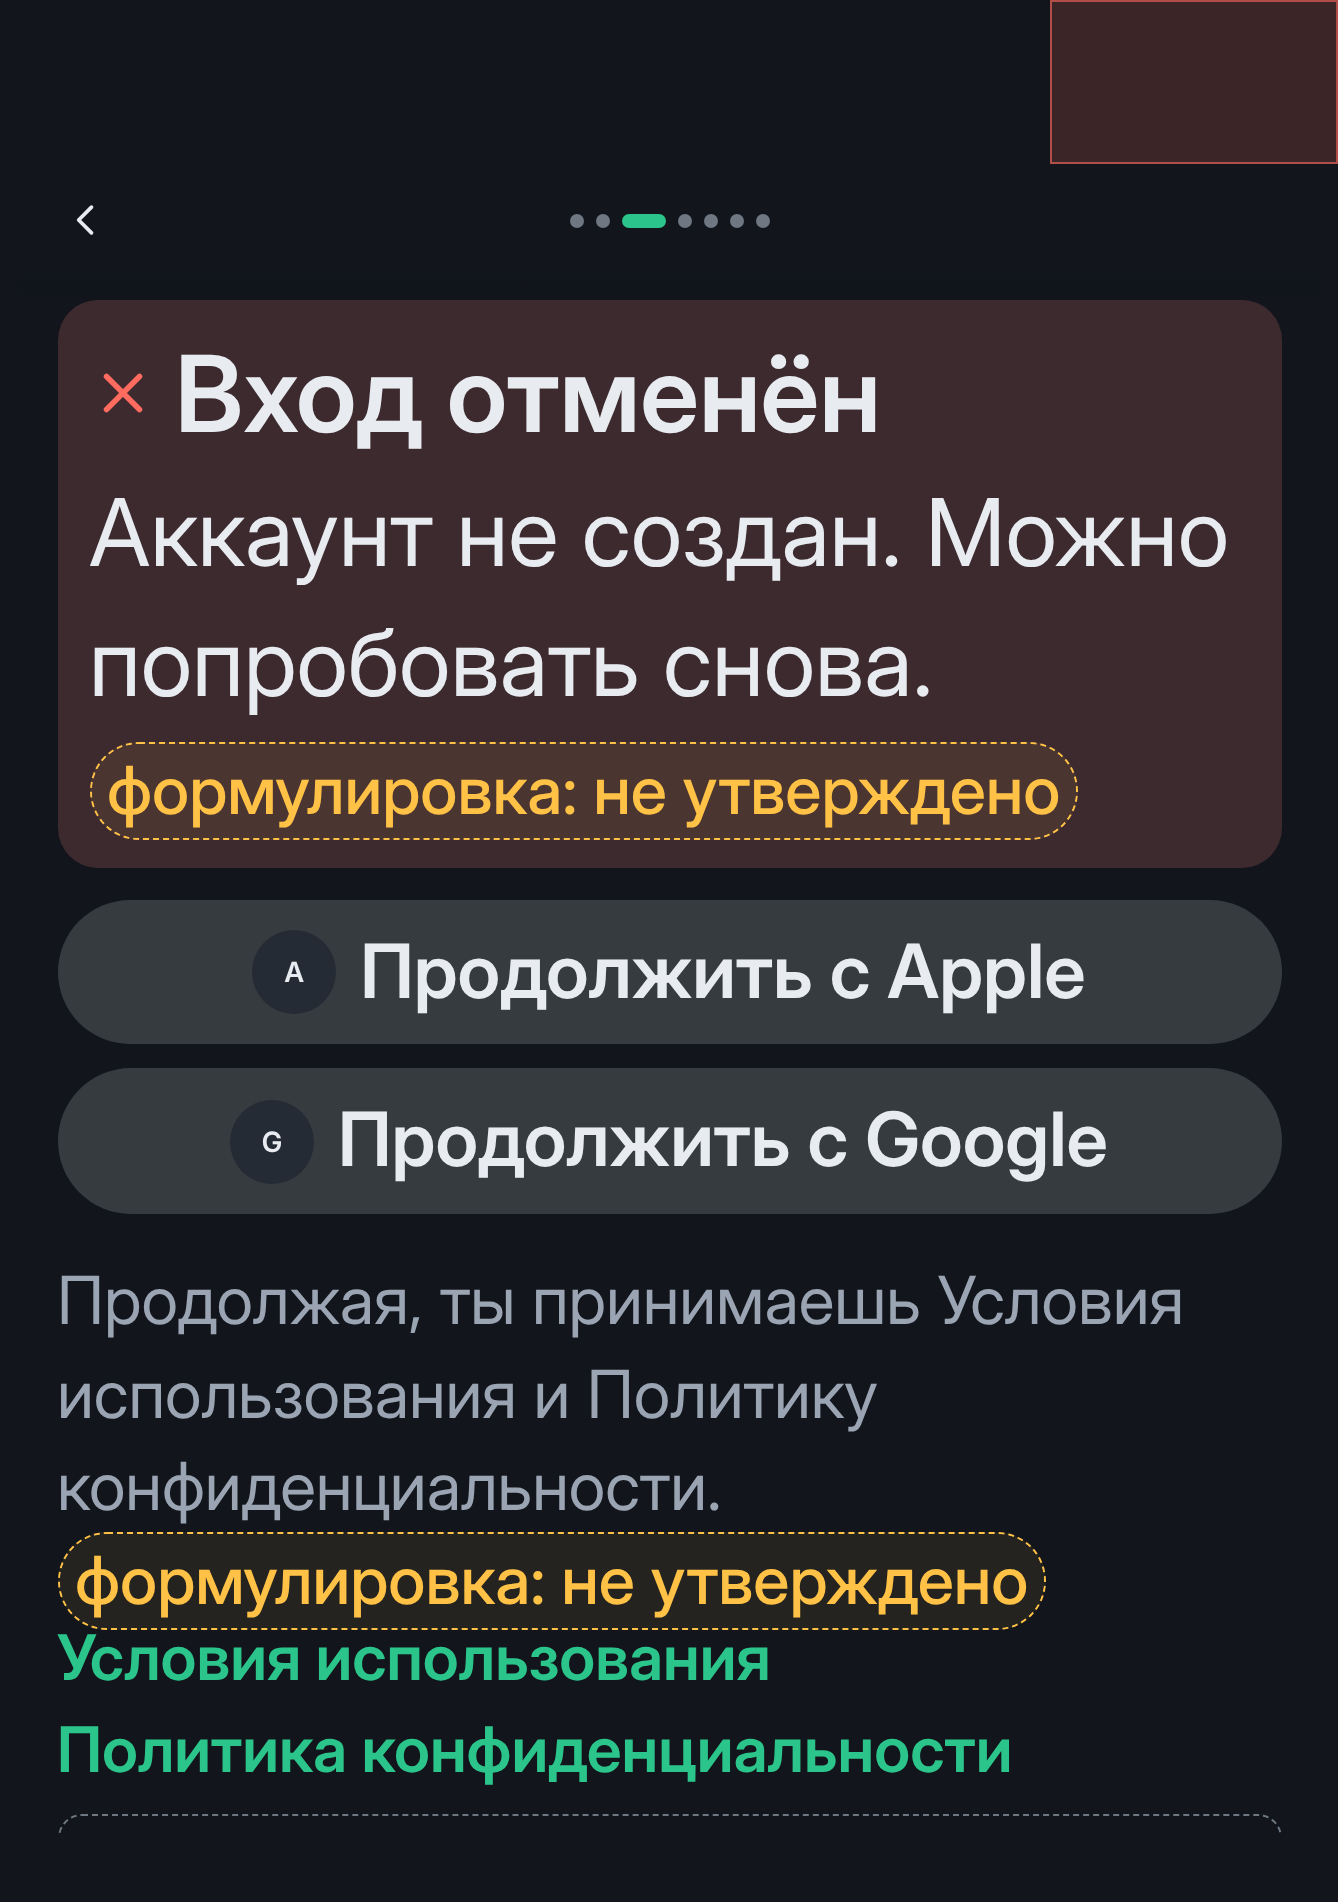 Вход отменён
Аккаунт не создан. Можно
попробовать снова.
формулировка: не утверждено
A Продолжить с Apple
G Продолжить с Google
Продолжая, ты принимаешь Условия
использования и Политику
конфиденциальности.
формулировка: не утверждено
Условия использования
Политика конфиденциальности